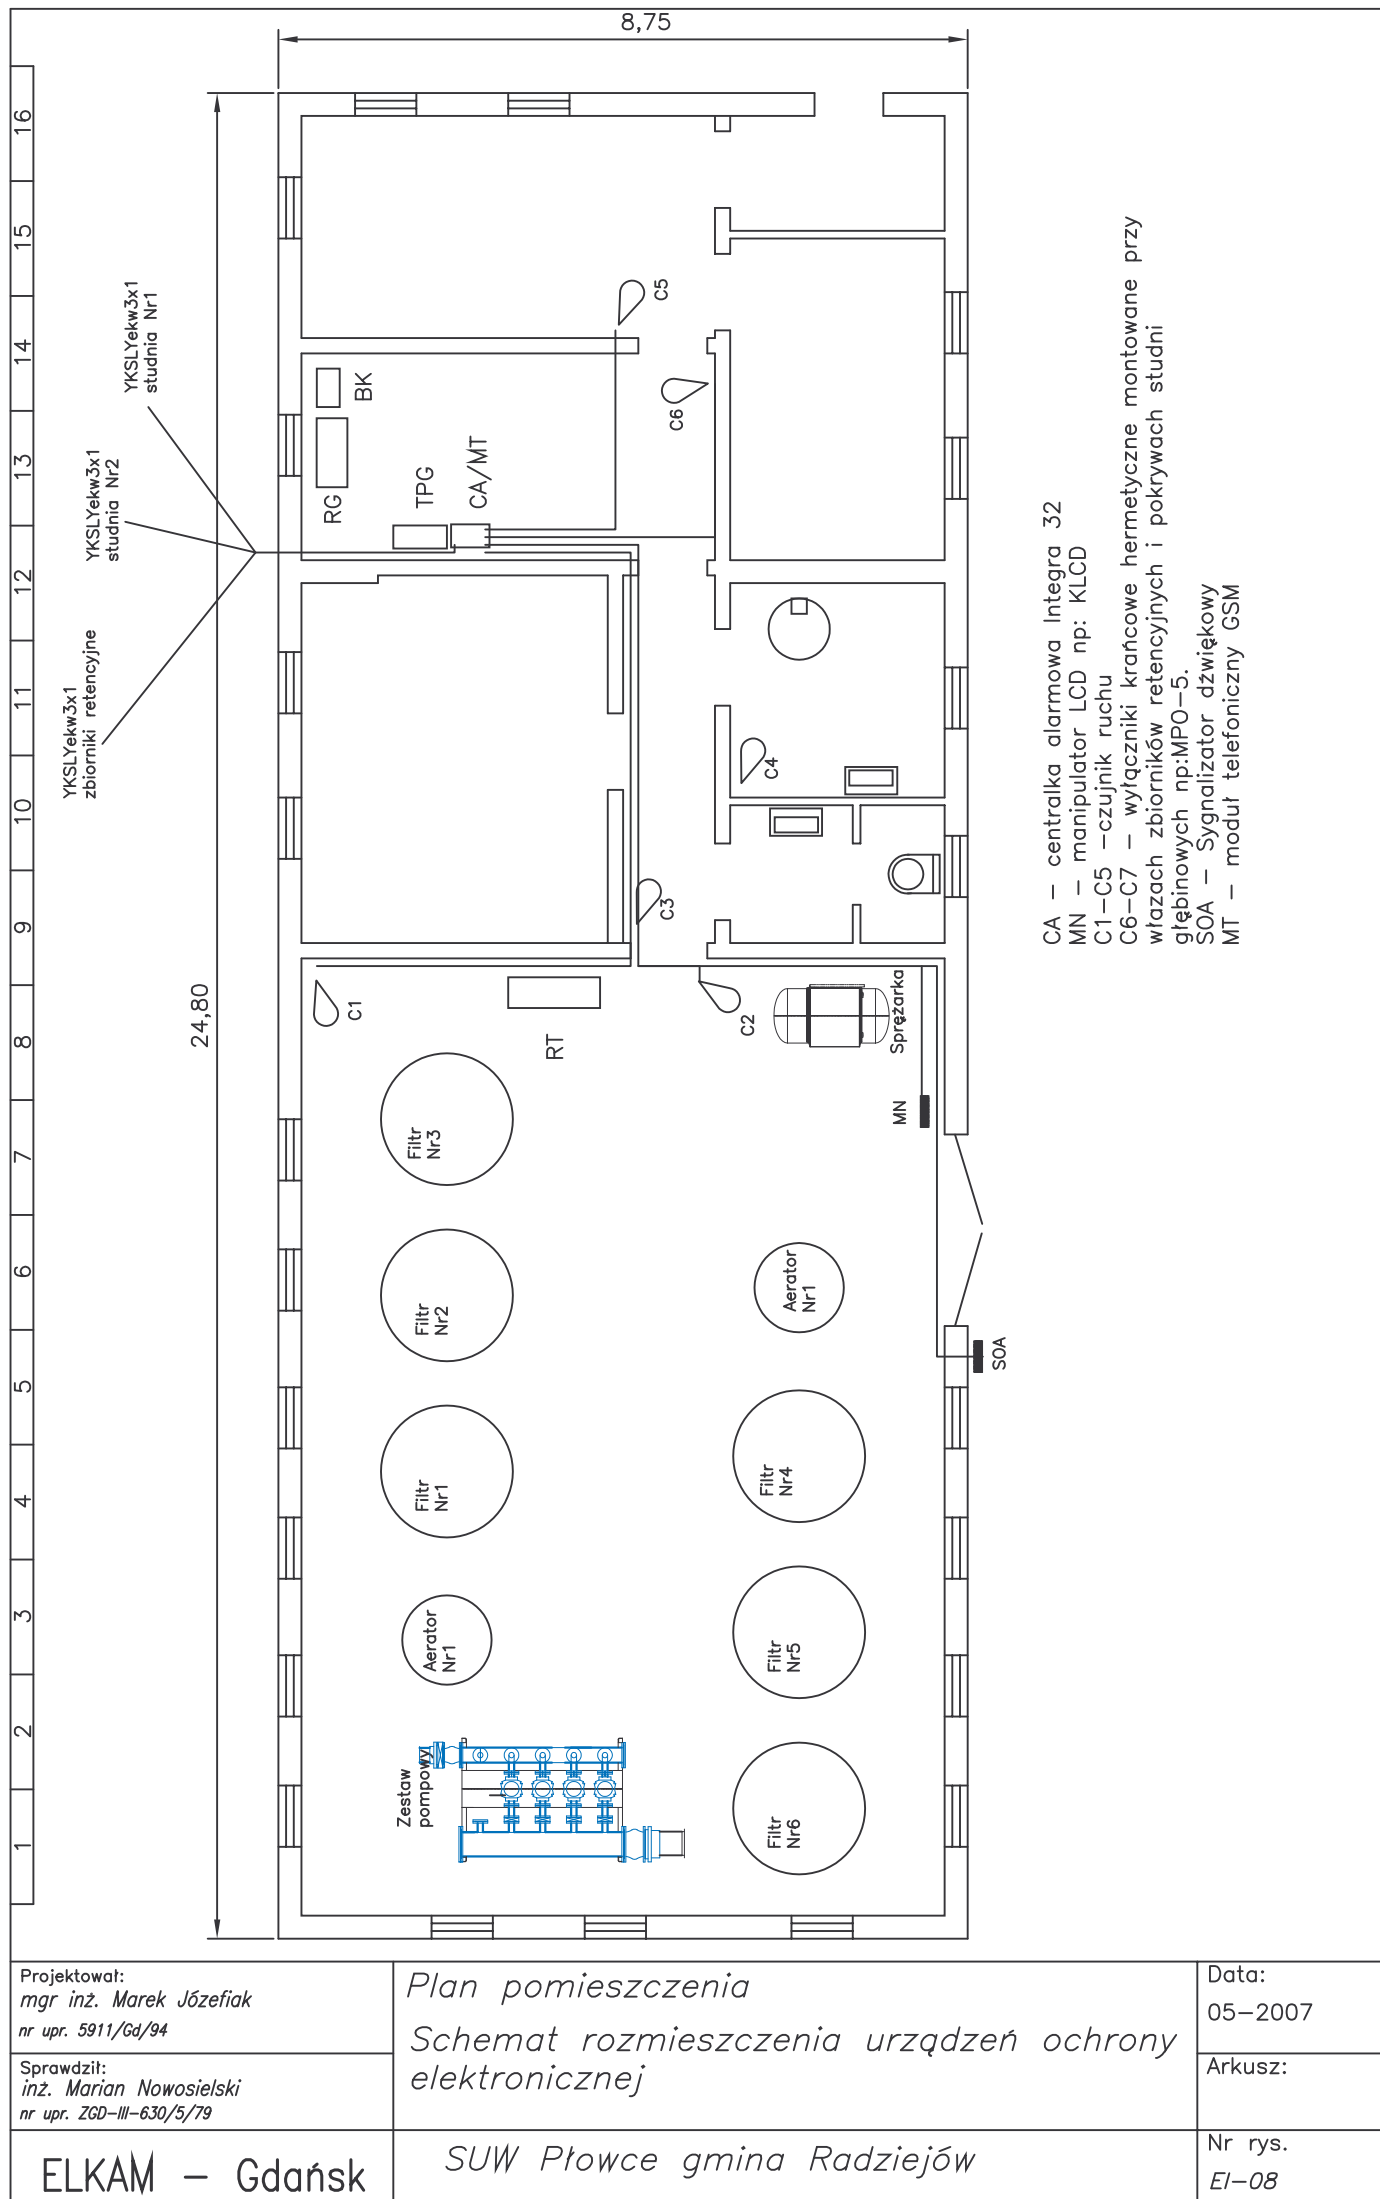 8,75
24,80
16
15
14
13
12
11
10
9
8
7
6
5
4
3
2
1
YKSLYekw3x1
studnia Nr1
YKSLYekw3x1
studnia Nr2
YKSLYekw3x1
zbiorniki retencyjne
BK
RG
TPG
CA/MT
C5
C6
C4
C3
C1
C2
RT
Sprężarka
MN
SOA
Filtr
Nr3
Filtr
Nr2
Filtr
Nr1
Aerator
Nr1
Aerator
Nr1
Filtr
Nr4
Filtr
Nr5
Filtr
Nr6
Zestaw
pompowy
CA – centralka alarmowa Integra 32
MN – manipulator LCD np: KLCD
C1–C5 –czujnik ruchu
C6–C7 – wyłączniki krańcowe hermetyczne montowane przy
włazach zbiorników retencyjnych i pokrywach studni
głębinowych np:MPO–5.
SOA – Sygnalizator dźwiękowy
MT – moduł telefoniczny GSM
Projektował:
mgr inż. Marek Józefiak
nr upr. 5911/Gd/94
Sprawdził:
inż. Marian Nowosielski
nr upr. ZGD–III–630/5/79
ELKAM – Gdańsk
Plan pomieszczenia
Schemat rozmieszczenia urządzeń ochrony
elektronicznej
SUW Płowce gmina Radziejów
Data:
05–2007
Arkusz:
Nr rys.
El–08